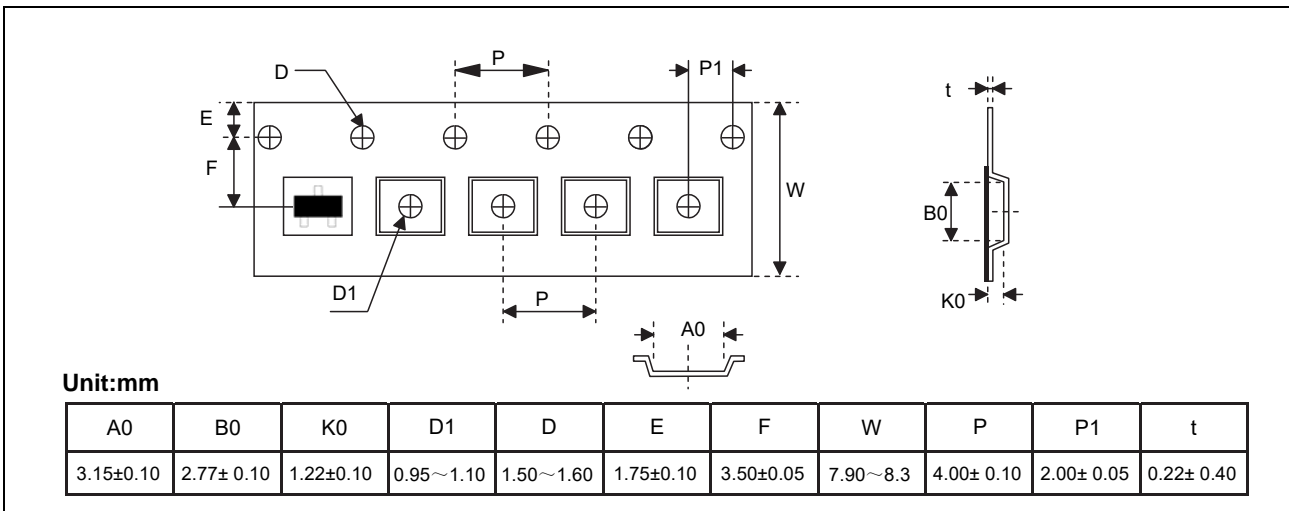 P
P1
D
t
E
F
W
B0
D1
P
K0
A0
Unit:mm
A0 B0 K0 D1 D E F W P P1 t
3.15±0.10 2.77± 0.10 1.22±0.10 0.95～1.10 1.50～1.60 1.75±0.10 3.50±0.05 7.90～8.3 4.00± 0.10 2.00± 0.05 0.22± 0.40